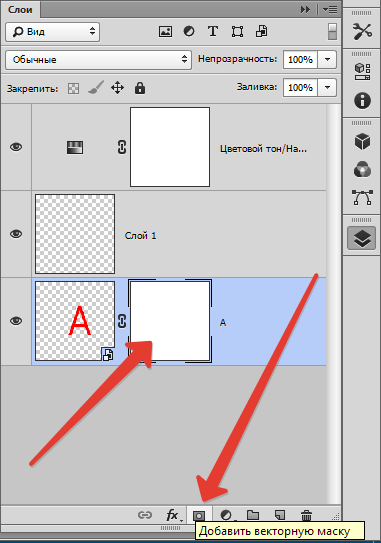 Слои
Вид
T
Обычные
Непрозрачность: 100%
Закрепить:
Заливка: 100%
Цветовой тон/На...
Слой 1
A
A
fx
Добавить векторную маску